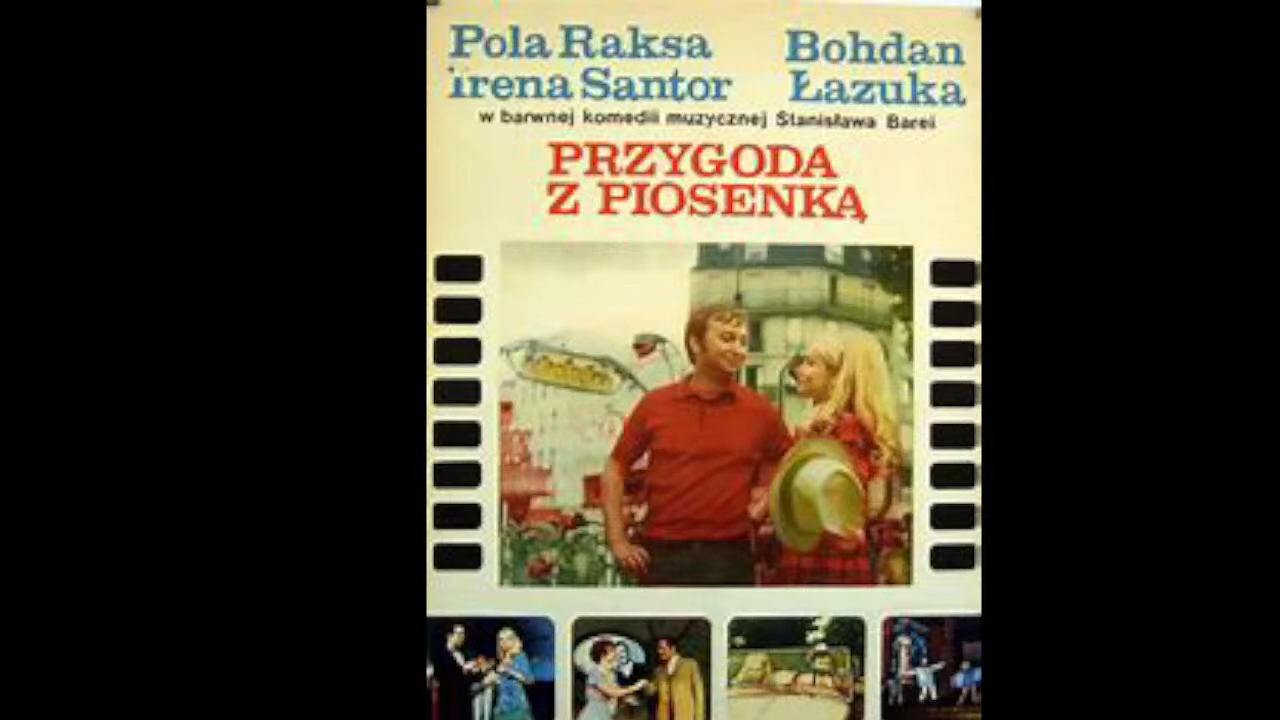 Pola Raksa
Irena Santor
Bohdan
Łazuka
w barwnej komedii muzycznej Stanisława Barei
PRZYGODA
Z PIOSENKĄ